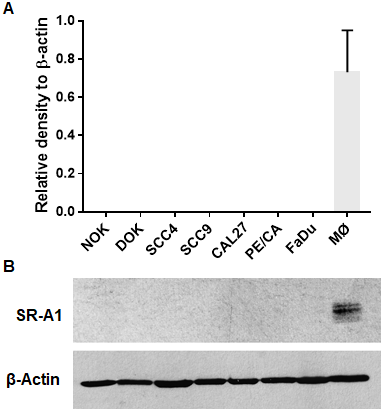 A
Relative density to β-actin
1.0
0.8
0.6
0.4
0.2
0.0
NOK
DOK
SCC4
SCC9
CAL27
PE/CA
FaDu
MØ
B
SR-A1
β-Actin